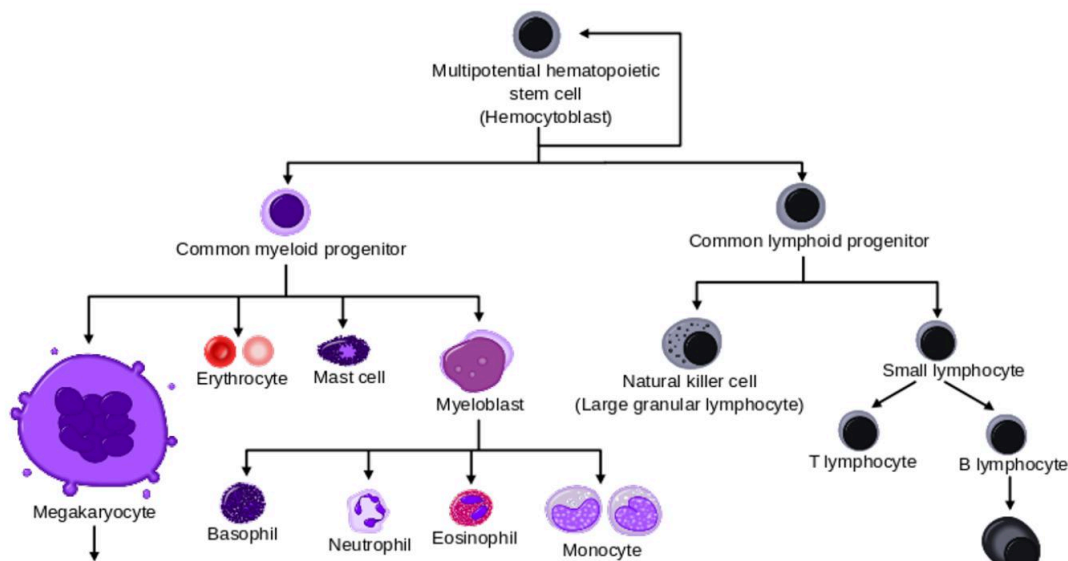 Multipotential hematopoietic
stem cell
(Hemocytoblast)
Common myeloid progenitor
Common lymphoid progenitor
Erythrocyte
Mast cell
Myeloblast
Natural killer cell
(Large granular lymphocyte)
Small lymphocyte
T lymphocyte
B lymphocyte
Megakaryocyte
Basophil
Neutrophil
Eosinophil
Monocyte